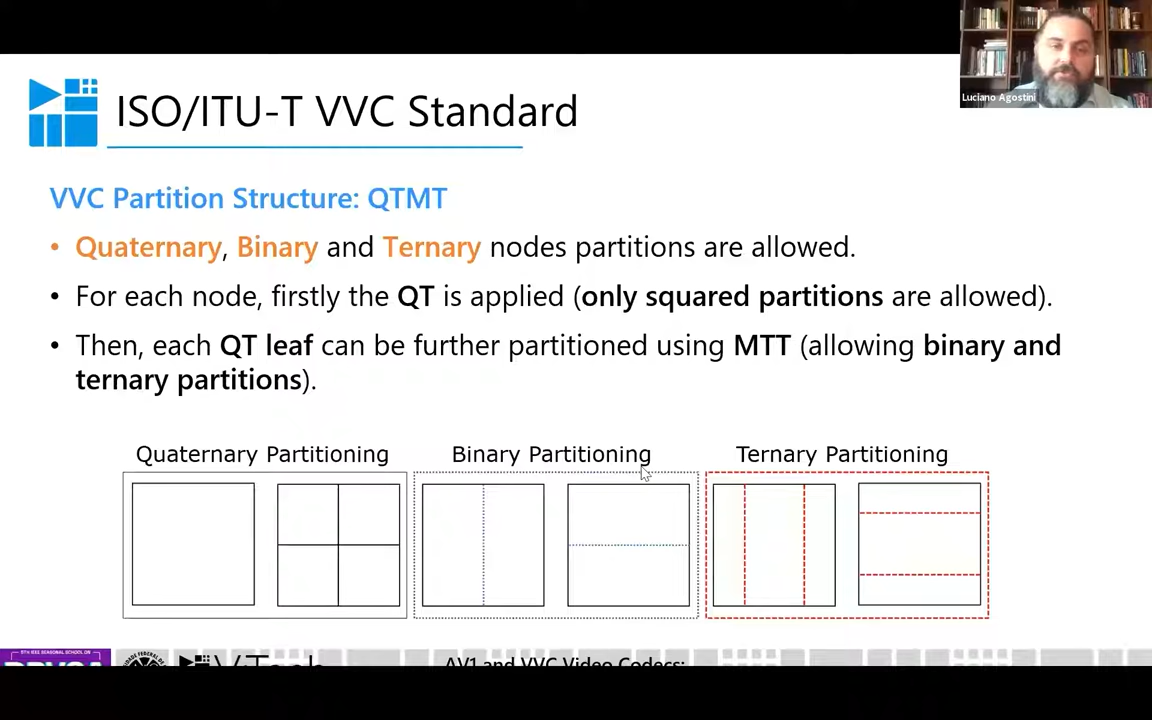 Luciano Agostini
ISO/ITU-T VVC Standard
VVC Partition Structure: QTMT
• Quaternary, Binary and Ternary nodes partitions are allowed.
• For each node, firstly the QT is applied (only squared partitions are allowed).
• Then, each QT leaf can be further partitioned using MTT (allowing binary and
ternary partitions).
Quaternary Partitioning Binary Partitioning Ternary Partitioning
AV1 and VVC Video Codecs: